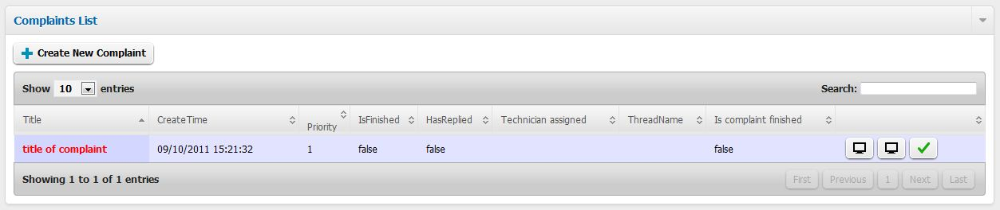 Complaints List
Create New Complaint
Show 10 entries Search:
Title CreateTime Priority IsFinished HasReplied Technician assigned ThreadName Is complaint finished
title of complaint 09/10/2011 15:21:32 1 false false false
Showing 1 to 1 of 1 entries First Previous 1 Next Last